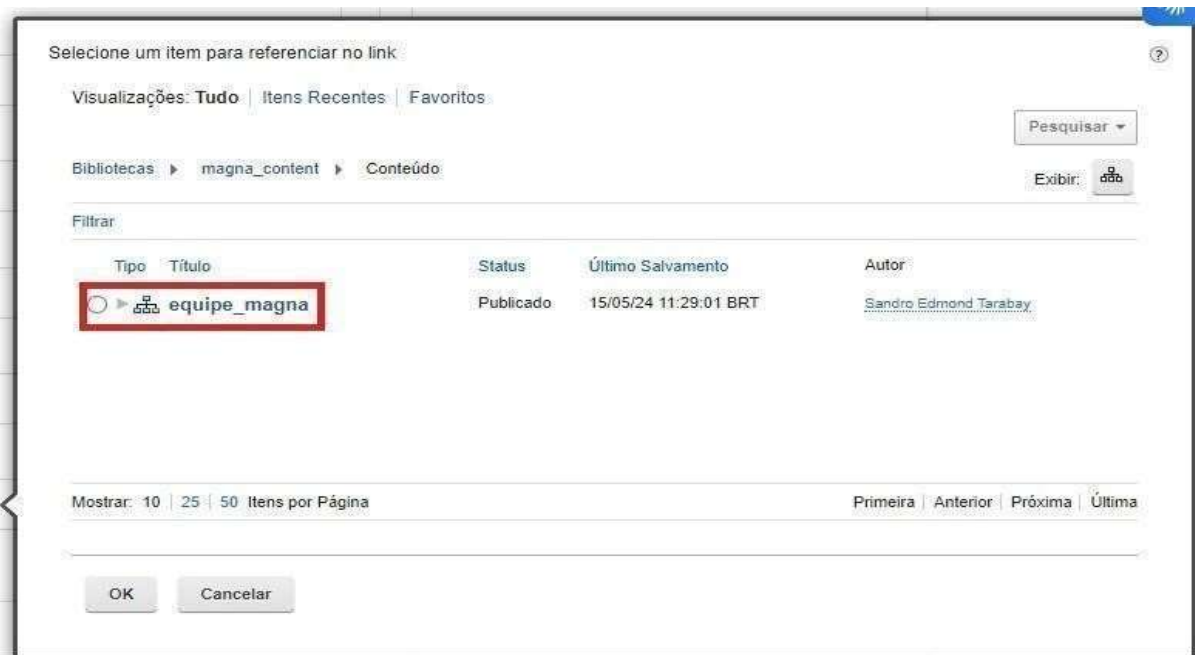 Selecione um item para referenciar no link
Visualizações: Tudo | Itens Recentes | Favoritos
Pesquisar
Bibliotecas magna_content Conteúdo
Exibir:
Filtrar
Tipo Título Status Último Salvamento Autor
equipe_magna Publicado 15/05/24 11:29:01 BRT Sandro Edmond Tarabay
Mostrar: 10 | 25 | 50 Itens por Página Primeira | Anterior | Próxima | Última
OK Cancelar